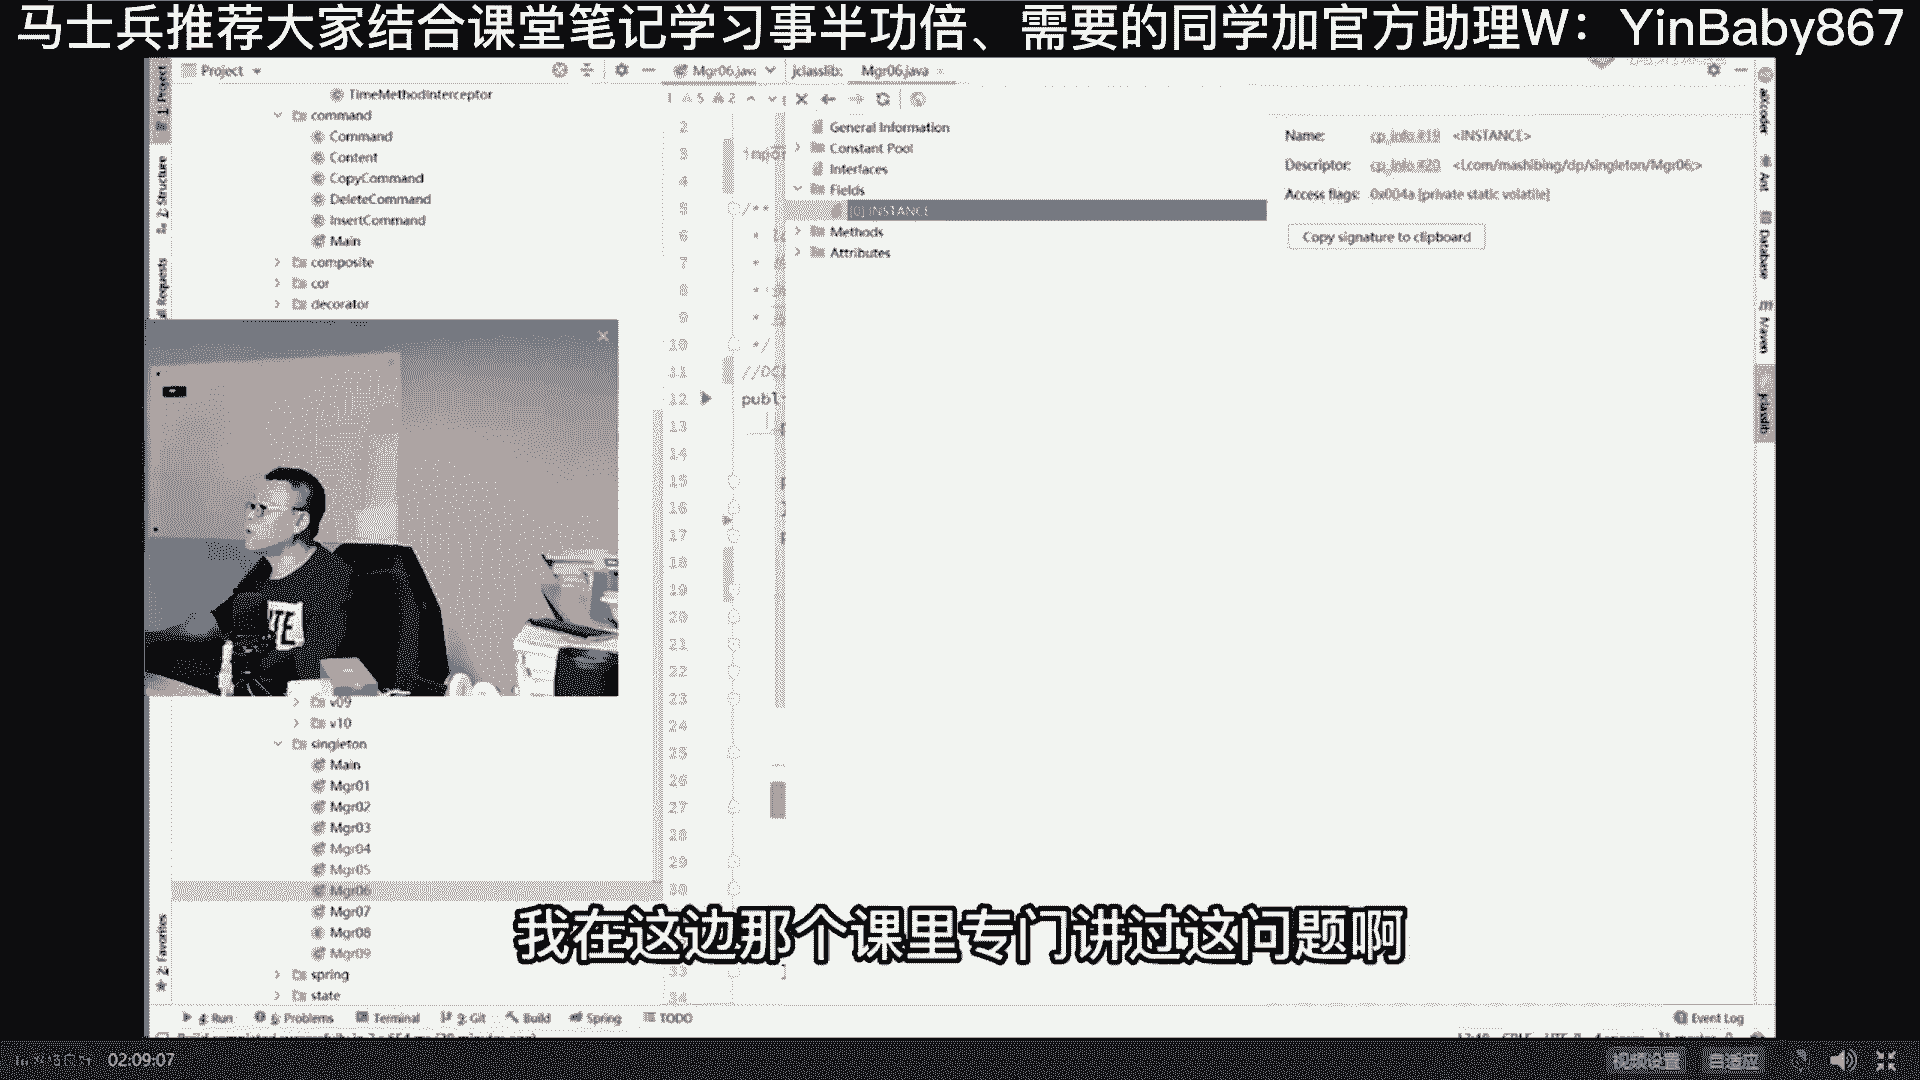 马士兵推荐大家结合课堂笔记学习事半功倍、需要的同学加官方助理W：YinBaby867
Project
Mgr06.jav
jclasslib:
Mgr06.java
1: Project
TimeMethodInterceptor
command
Command
Content
CopyCommand
DeleteCommand
InsertCommand
Main
composite
cor
decorator
2: Structure
v09
v10
singleton
Main
Mgr01
Mgr02
Mgr03
Mgr04
Mgr05
Mgr06
Mgr07
Mgr08
Mgr09
spring
state
2: Favorites
1 5 2
2
3 impor
4
5 /**
6
7 *
8 *
9 *
10 */
11
12 publ
13
14
15
16
17
18
19
20
21
22
23
24
25
26
27
28
29
30
33
34
General Information
Constant Pool
Interfaces
Fields
[0] INSTANCE
Methods
Attributes
Name: cp_info #19 <INSTANCE>
Descriptor: cp_info #20 <Lcom/mashibing/dp/singleton/Mgr06;>
Access flags: 0x004a [private static volatile]
Copy signature to clipboard
aiXcoder
Ant
Database
Maven
jclasslib
我在这边那个课里专门讲过这问题啊
4: Run
6: Problems
Terminal
9: Git
Build
Spring
TODO
Event Log
02:09:07
视频设置
自适应